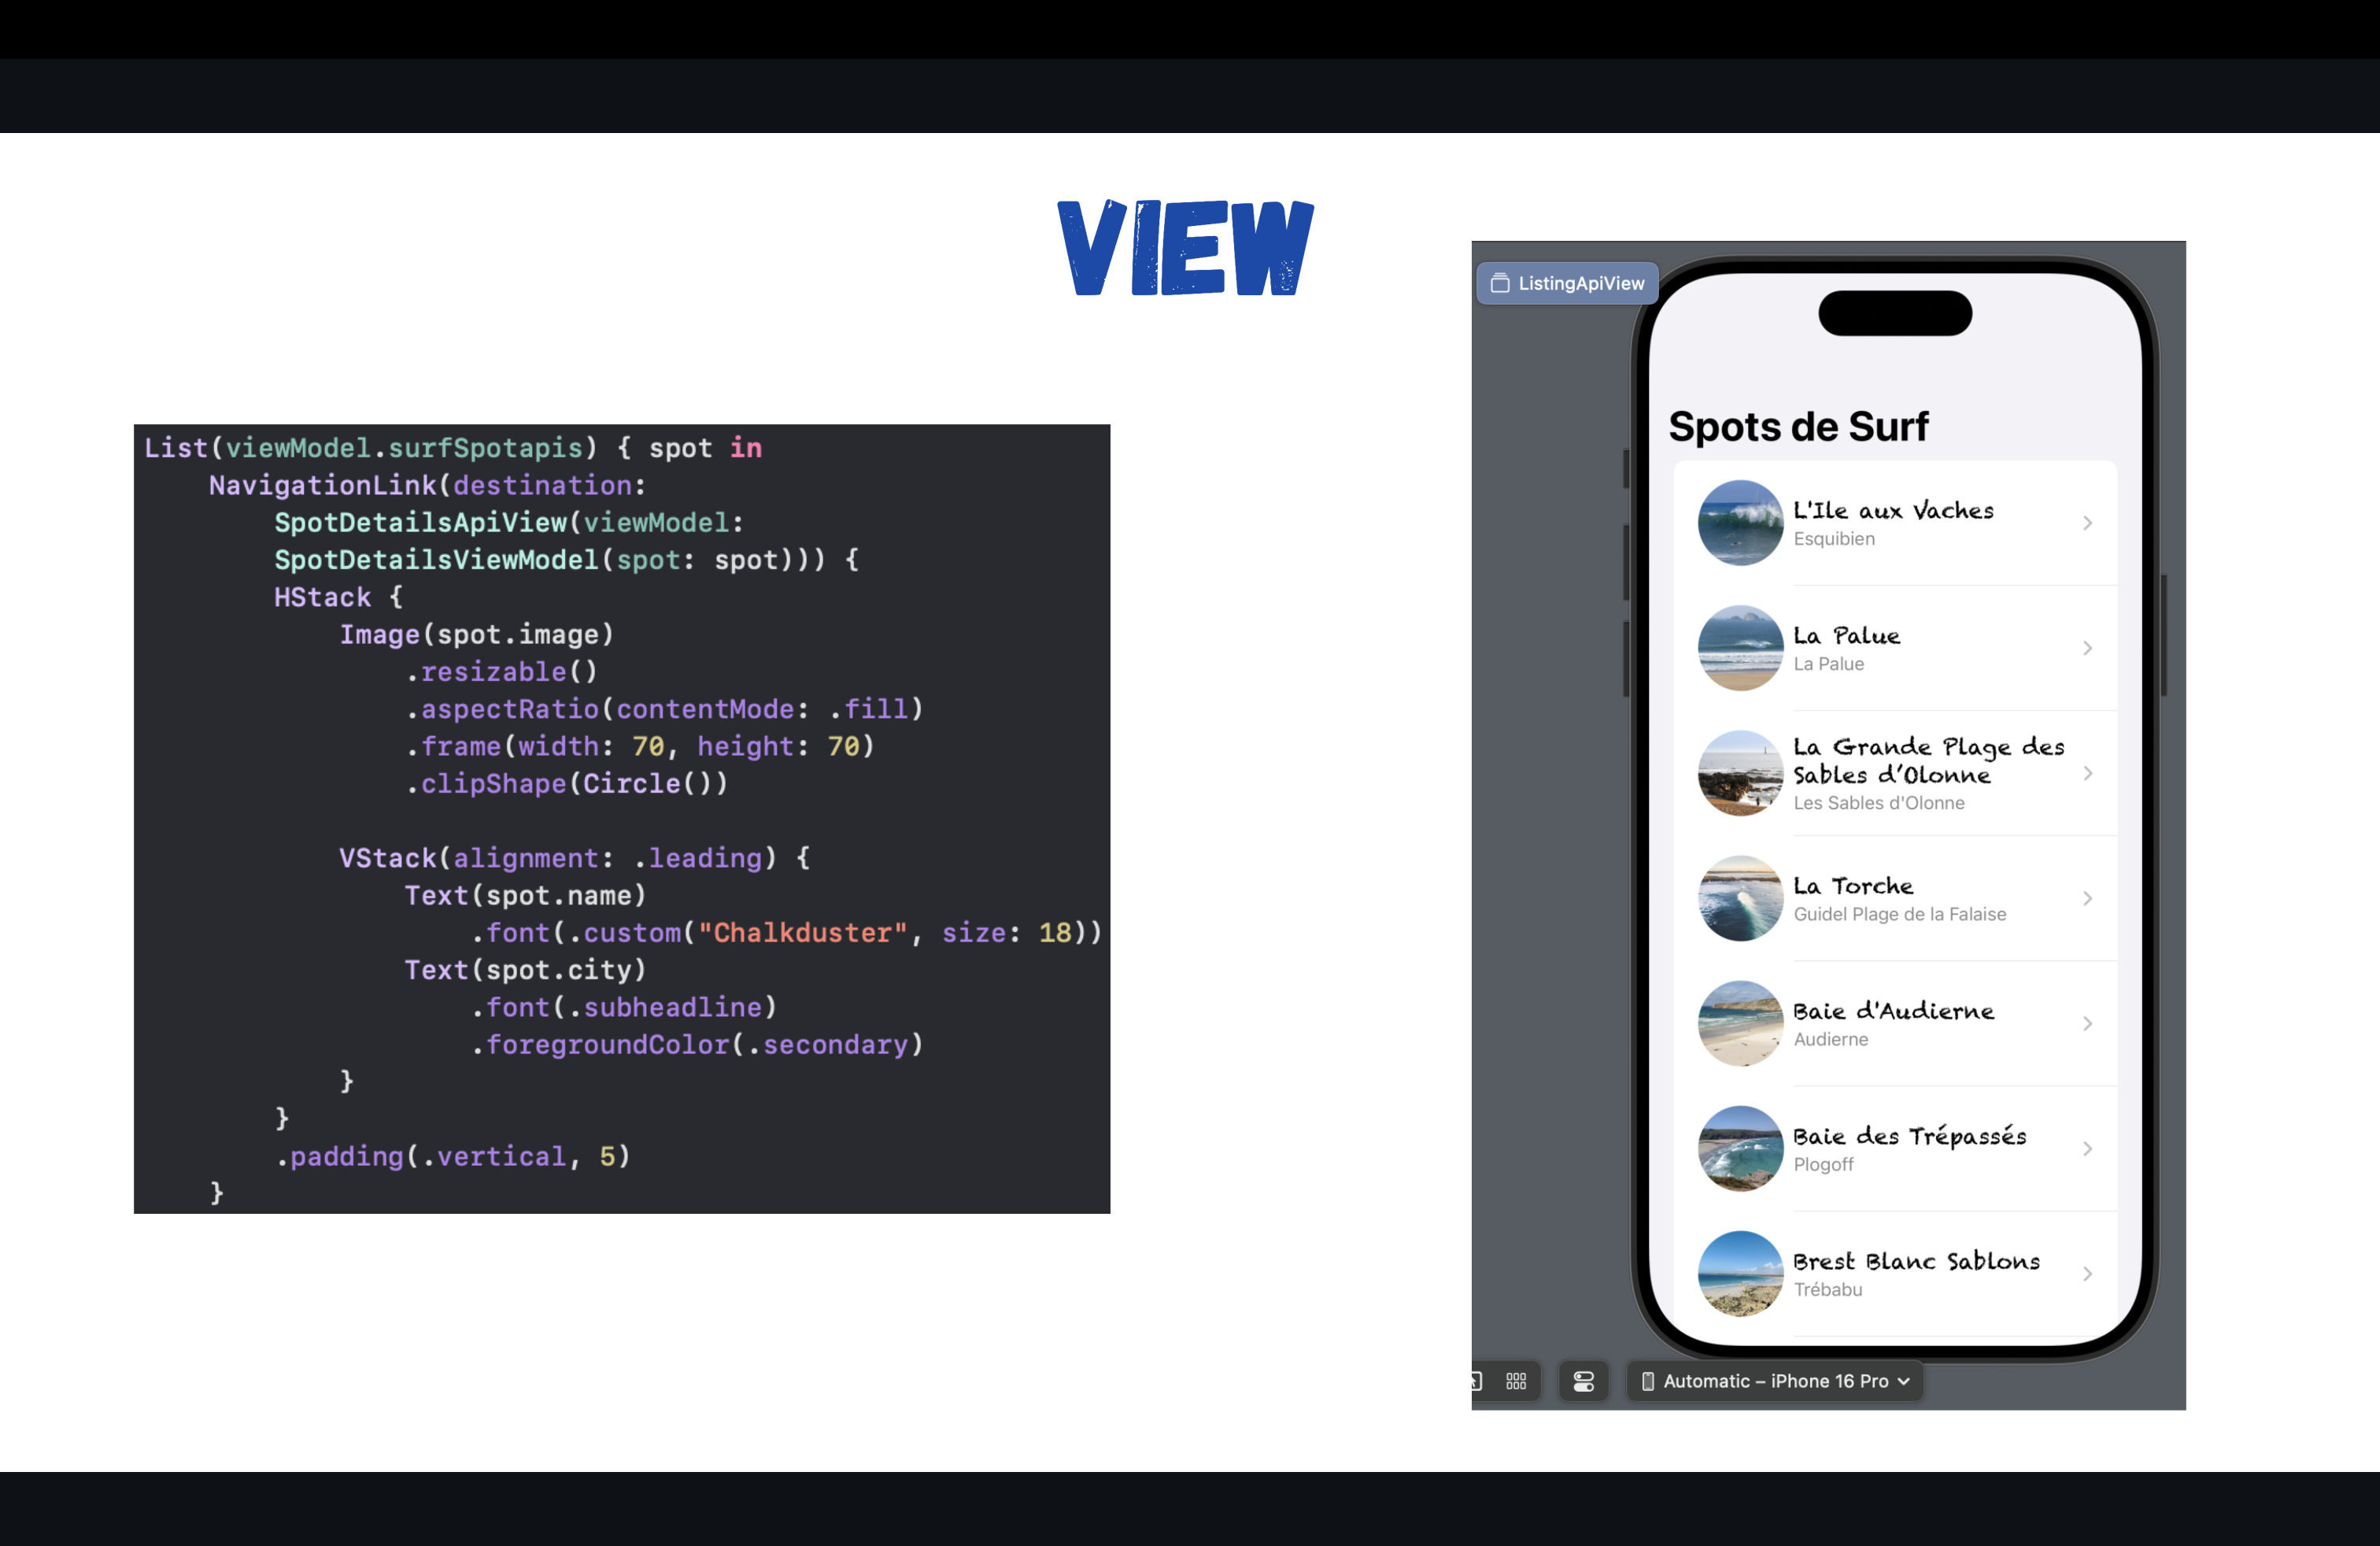 VIEW
List(viewModel.surfSpotapis) { spot in
    NavigationLink(destination:
        SpotDetailsApiView(viewModel:
        SpotDetailsViewModel(spot: spot))) {
        HStack {
            Image(spot.image)
                .resizable()
                .aspectRatio(contentMode: .fill)
                .frame(width: 70, height: 70)
                .clipShape(Circle())
            VStack(alignment: .leading) {
                Text(spot.name)
                    .font(.custom("Chalkduster", size: 18))
                Text(spot.city)
                    .font(.subheadline)
                    .foregroundColor(.secondary)
            }
        }
        .padding(.vertical, 5)
    }
ListingApiView
Spots de Surf
L'Ile aux Vaches
Esquibien
La Palue
La Palue
La Grande Plage des
Sables d’Olonne
Les Sables d'Olonne
La Torche
Guidel Plage de la Falaise
Baie d'Audierne
Audierne
Baie des Trépassés
Plogoff
Brest Blanc Sablons
Trébabu
Automatic – iPhone 16 Pro